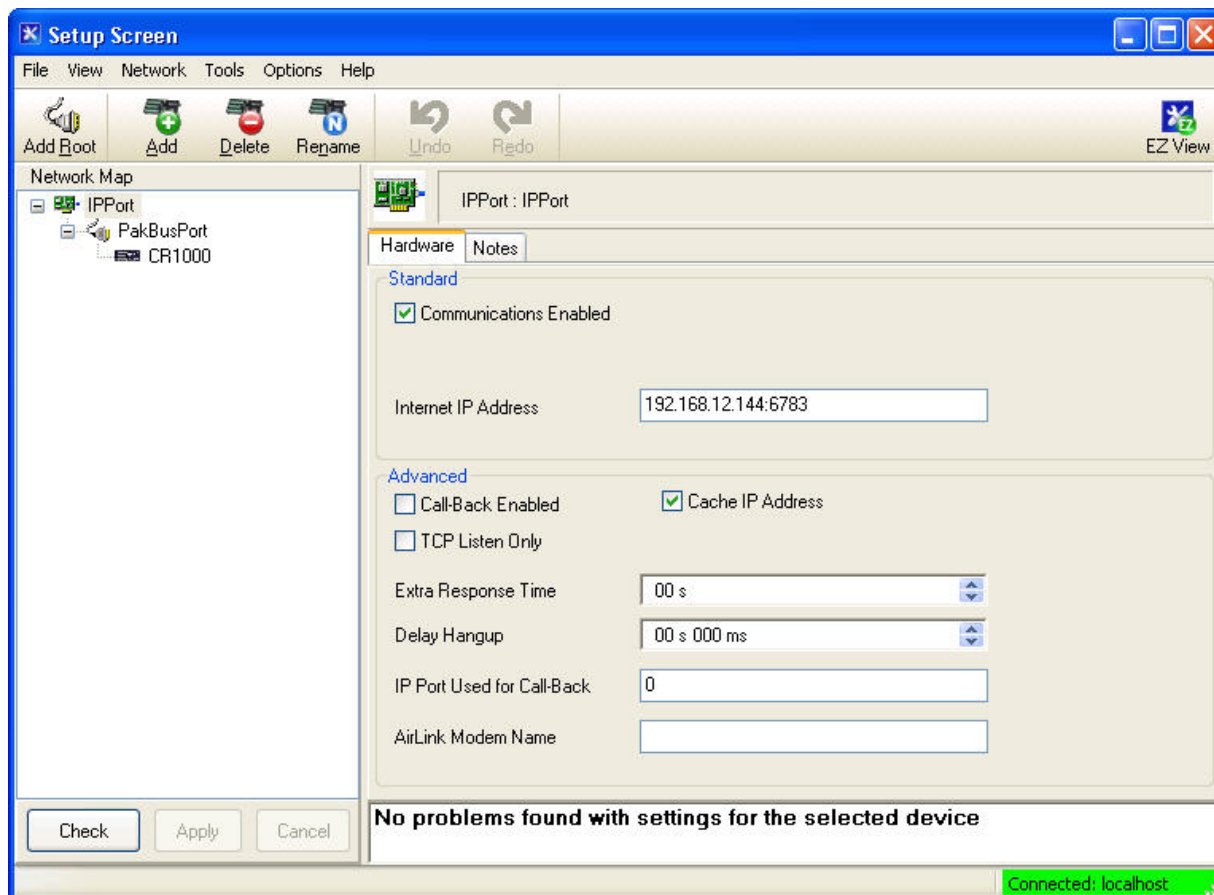 Setup Screen
File View Network Tools Options Help
Add Root Add Delete Rename Undo Redo EZ View
Network Map
IPPort
PakBusPort
CR1000
IPPort : IPPort
Hardware Notes
Standard
Communications Enabled
Internet IP Address 192.168.12.144:6783
Advanced
Call-Back Enabled Cache IP Address
TCP Listen Only
Extra Response Time 00 s
Delay Hangup 00 s 000 ms
IP Port Used for Call-Back 0
AirLink Modem Name
Check Apply Cancel
No problems found with settings for the selected device
Connected: localhost